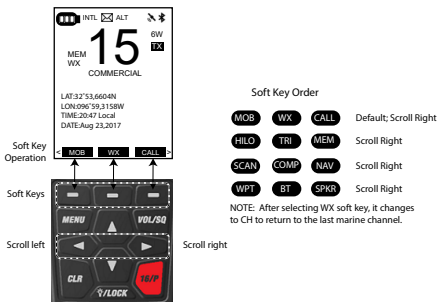 INTL ALT
15
6W
TX
MEM
WX
COMMERCIAL
LAT:32°53,6604N
LON:096°59,3158W
TIME:20:47 Local
DATE:Aug 23,2017
Soft Key
Operation
< MOB WX CALL >
Soft Keys
MENU VOL/SQ
Scroll left
Scroll right
CLR 16/P
/LOCK
Soft Key Order
MOB WX CALL Default; Scroll Right
HILO TRI MEM Scroll Right
SCAN COMP NAV Scroll Right
WPT BT SPKR Scroll Right
NOTE: After selecting WX soft key, it changes
to CH to return to the last marine channel.